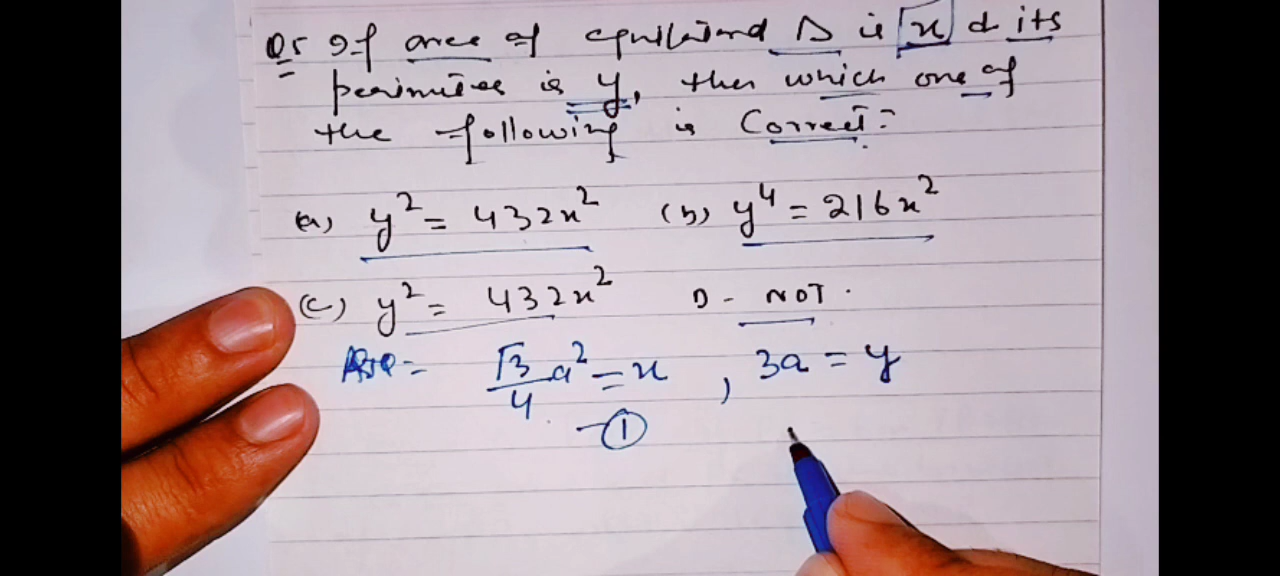 Qs If area of equilateral Δ is x & its
perimeter is y, then which one of
the following is Correct?
(a) y² = 432x² (b) y⁴ = 216x²
(c) y² = 432x² D - NOT.
√3/4 a² = x , 3a = y
- ①